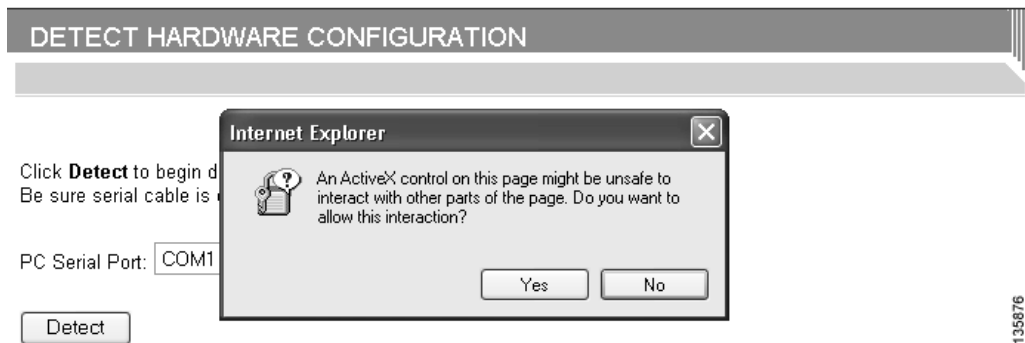 DETECT HARDWARE CONFIGURATION
Internet Explorer
Click Detect to begin
Be sure serial cable is
An ActiveX control on this page might be unsafe to
interact with other parts of the page. Do you want to
allow this interaction?
PC Serial Port: COM1
Yes No
Detect
135876